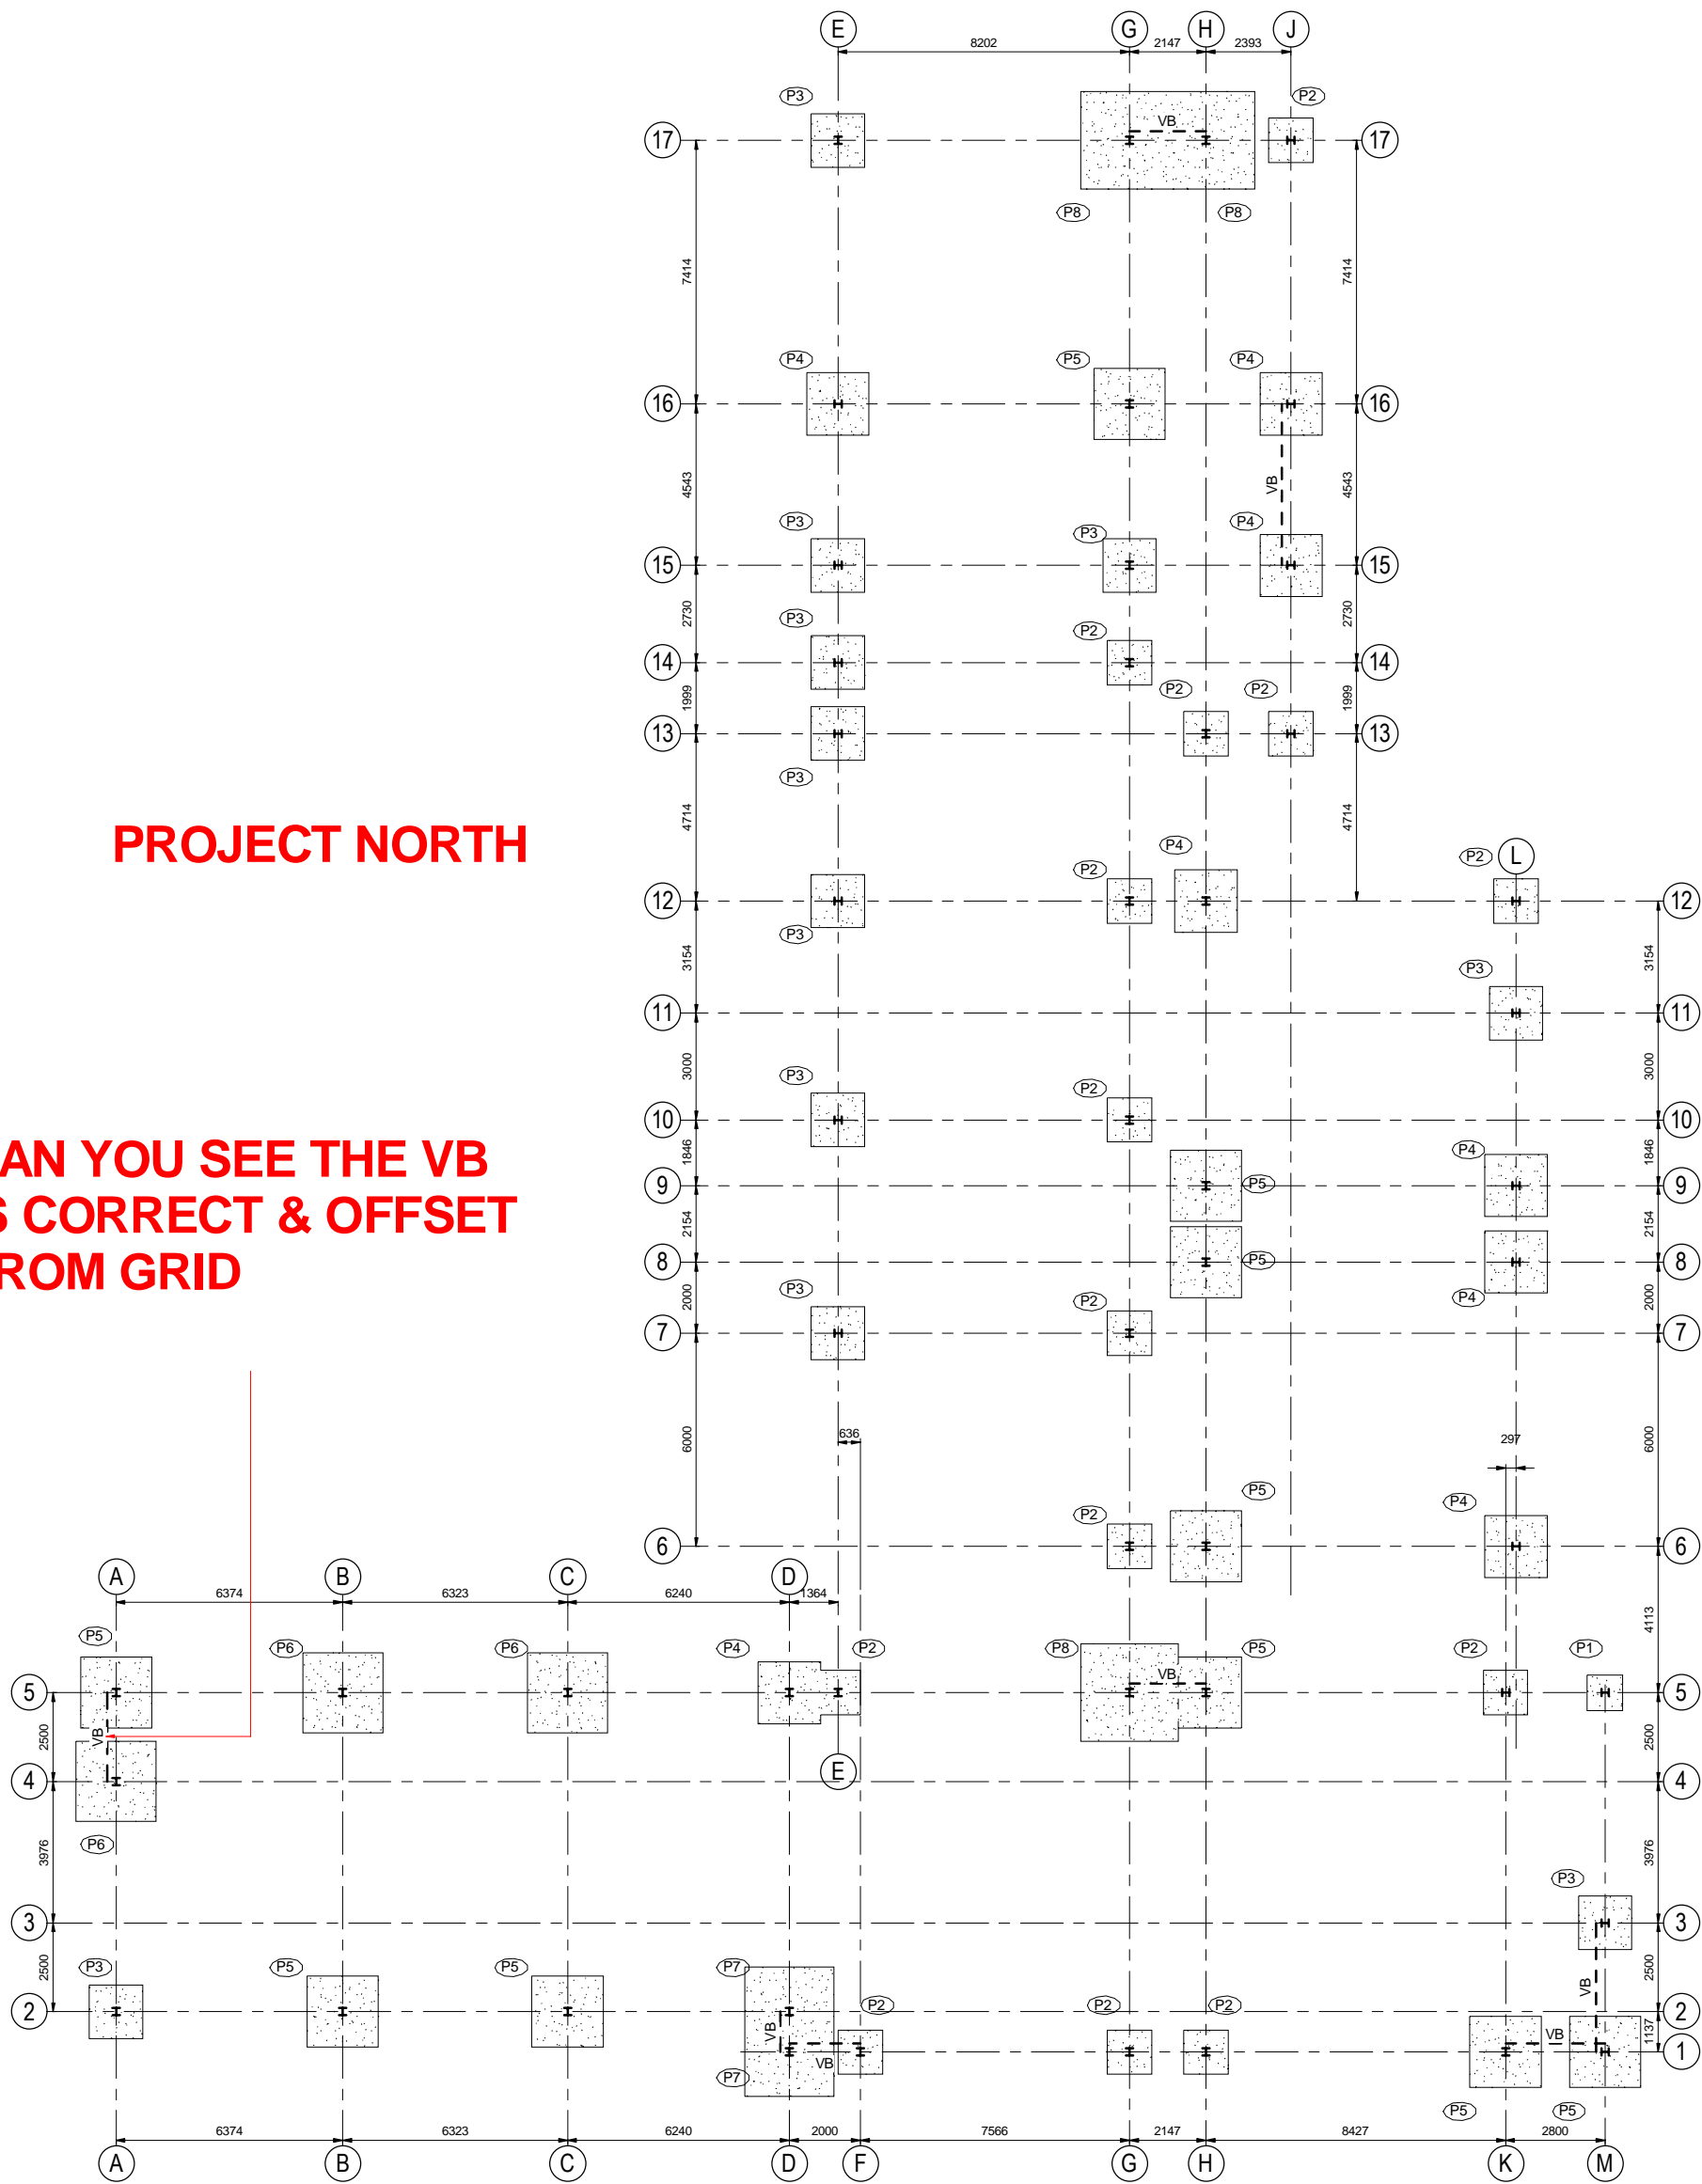 E G H J
8202 2147 2393
P3 P2
VB
17 17
P8 P8
7414 7414
P4 P5 P4
16 16
4543 VB 4543
P3 P3 P4
15 15
2730 2730
P3 P2
14 14
1999 P2 P2 1999
13 13
P3
4714 4714
PROJECT NORTH
P4
P2 P2 L
12 12
P3
3154 P3 3154
11 11
3000 3000
P3 P2
10 10
1846 P4 1846
AN YOU SEE THE VB
9 P5 9
S CORRECT & OFFSET
2154 2154
8 P5 8
ROM GRID
P3 P2 P4
2000 2000
7 7
636
6000 297 6000
P5
P2 P4
6 6
A B C D
6374 6323 6240 1364
4113
P5 P6 P6 P4 P2 P8 P5 P2 P1
VB
5 5
2500 VB 2500
4 E 4
P6
3976 3976
P3
3 3
2500 P3 P5 P5 P7 VB 2500
P2 P2 P2
2 2
VB VB VB 1137
1
P7
P5 P5
6374 6323 6240 2000 7566 2147 8427 2800
A B C D F G H K M